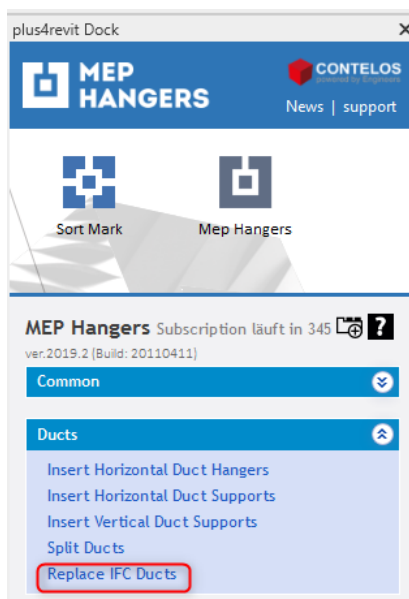 plus4revit Dock
MEP
HANGERS
CONTELOS
powered by Engineers
News | support
Sort Mark
Mep Hangers
MEP Hangers Subscription läuft in 345
ver.2019.2 (Build: 20110411)
Common
Ducts
Insert Horizontal Duct Hangers
Insert Horizontal Duct Supports
Insert Vertical Duct Supports
Split Ducts
Replace IFC Ducts